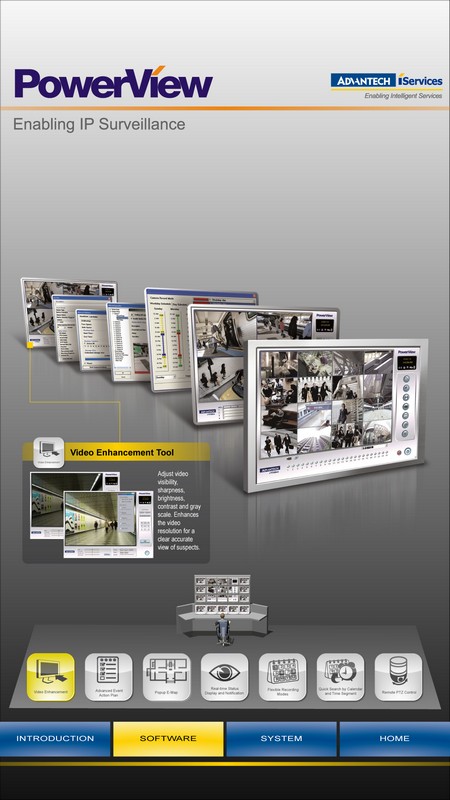 PowerView
ADVANTECH iServices
Enabling Intelligent Services
Enabling IP Surveillance
PowerView
Video Enhancement Tool
Adjust video
visibility,
sharpness,
brightness,
contrast and gray
scale. Enhances
the video
resolution for a
clear accurate
view of suspects.
Video Enhancement
Advanced Event
Action Plan
Popup E-Map
Real-time Status
Display and Notification
Flexible Recording
Modes
Quick Search by Calendar
and Time Segment
Remote PTZ Control
INTRODUCTION
SOFTWARE
SYSTEM
HOME